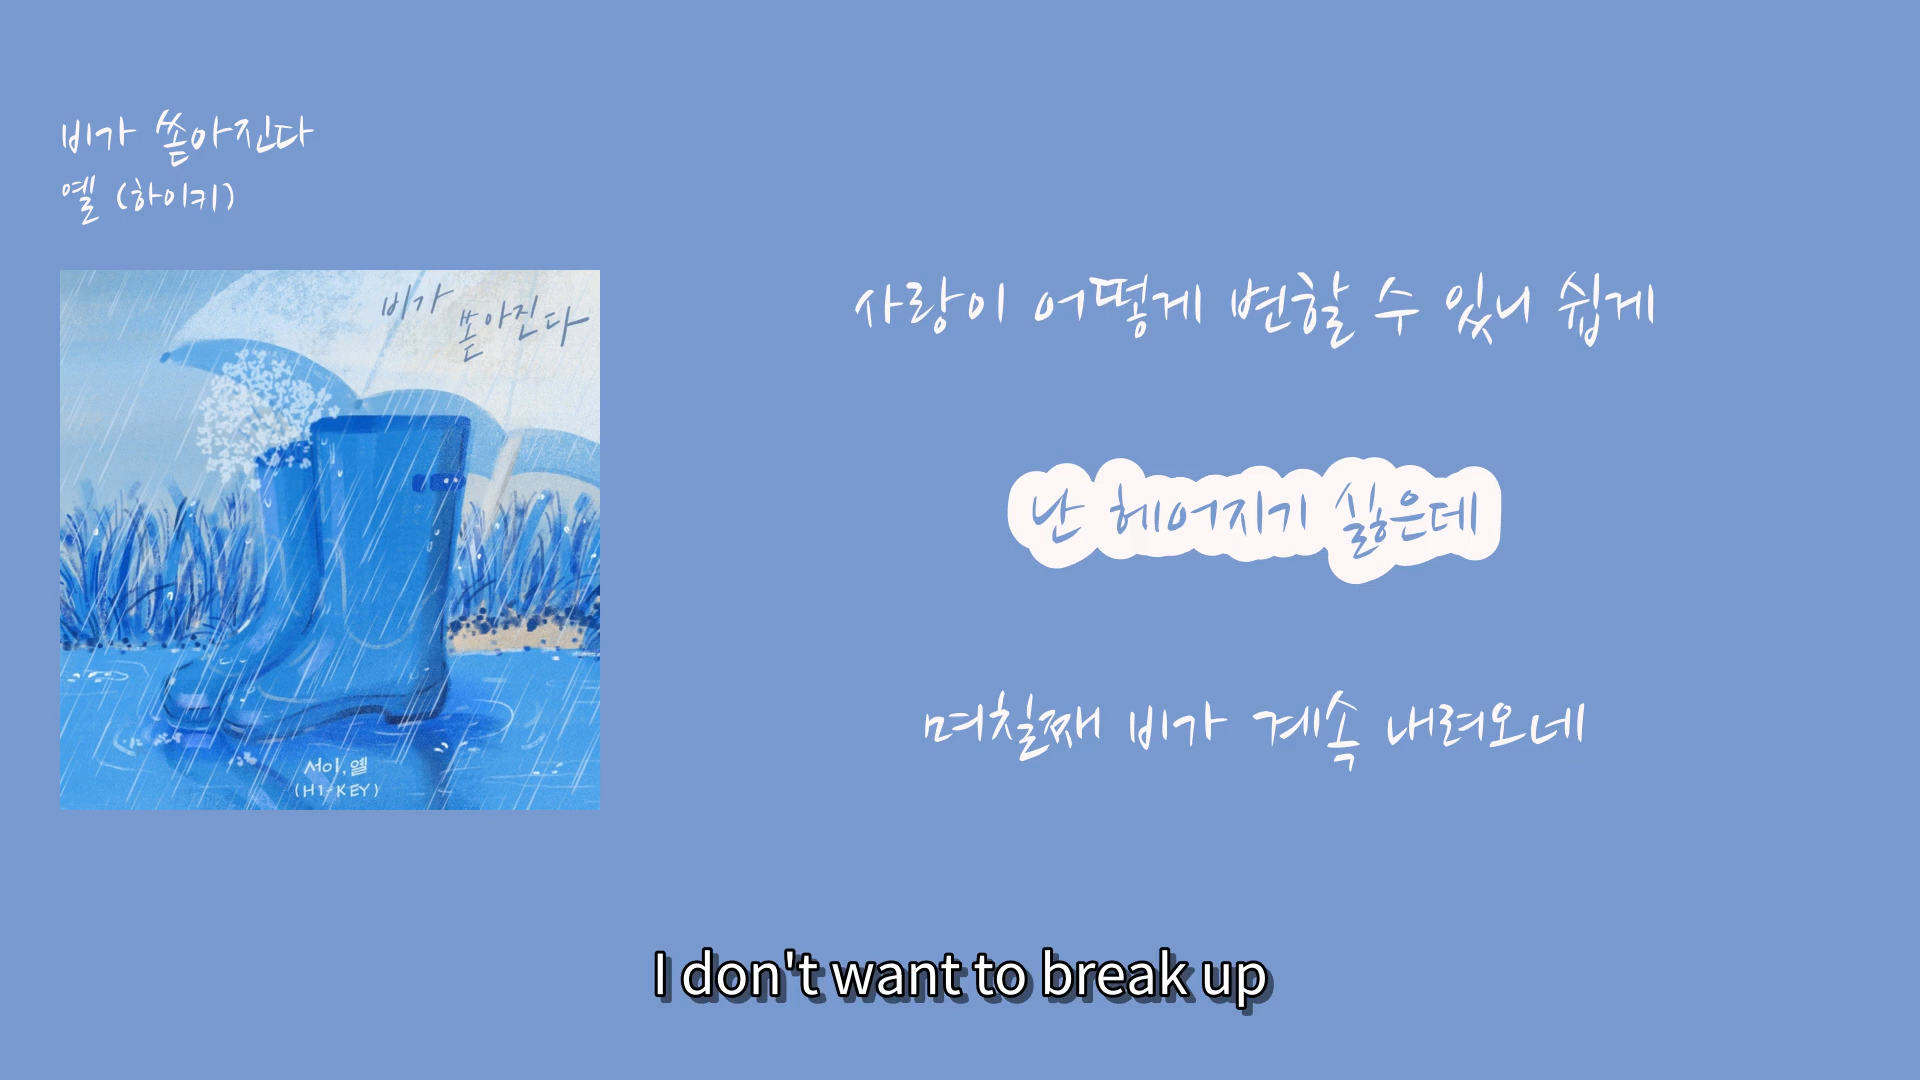 비가 쏟아진다
옐 (하이키)
비가
쏟아진다
서이,옐
(H1-KEY)
사랑이 어떻게 변할 수 있니 쉽게
난 헤어지기 싫은데
며칠째 비가 계속 내려오네
I don't want to break up